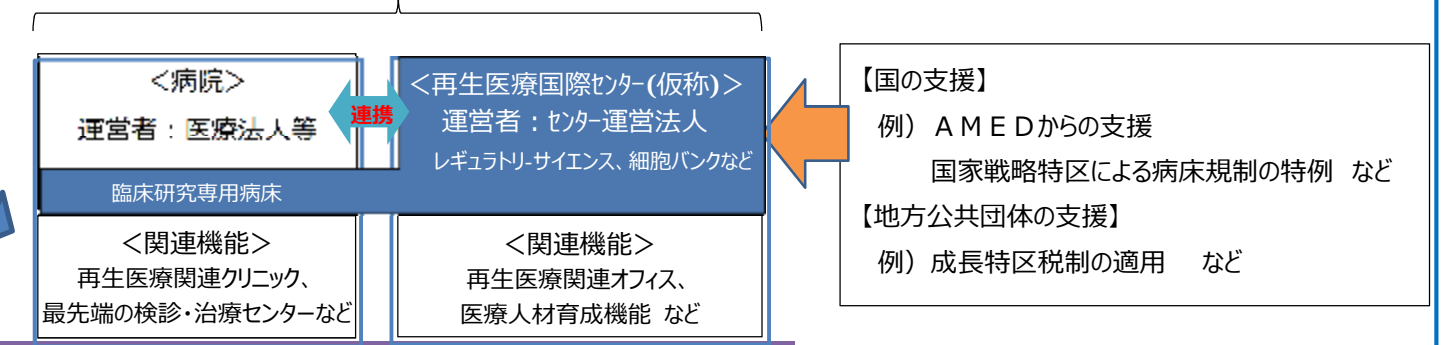 <病院>
運営者：医療法人等
連携
<再生医療国際センター(仮称)>
運営者：センター運営法人
レギュラトリ-サイエンス、細胞バンクなど
臨床研究専用病床
<関連機能>
再生医療関連クリニック、
最先端の検診・治療センターなど
<関連機能>
再生医療関連オフィス、
医療人材育成機能 など
【国の支援】
例）ＡＭＥＤからの支援
国家戦略特区による病床規制の特例 など
【地方公共団体の支援】
例）成長特区税制の適用 など